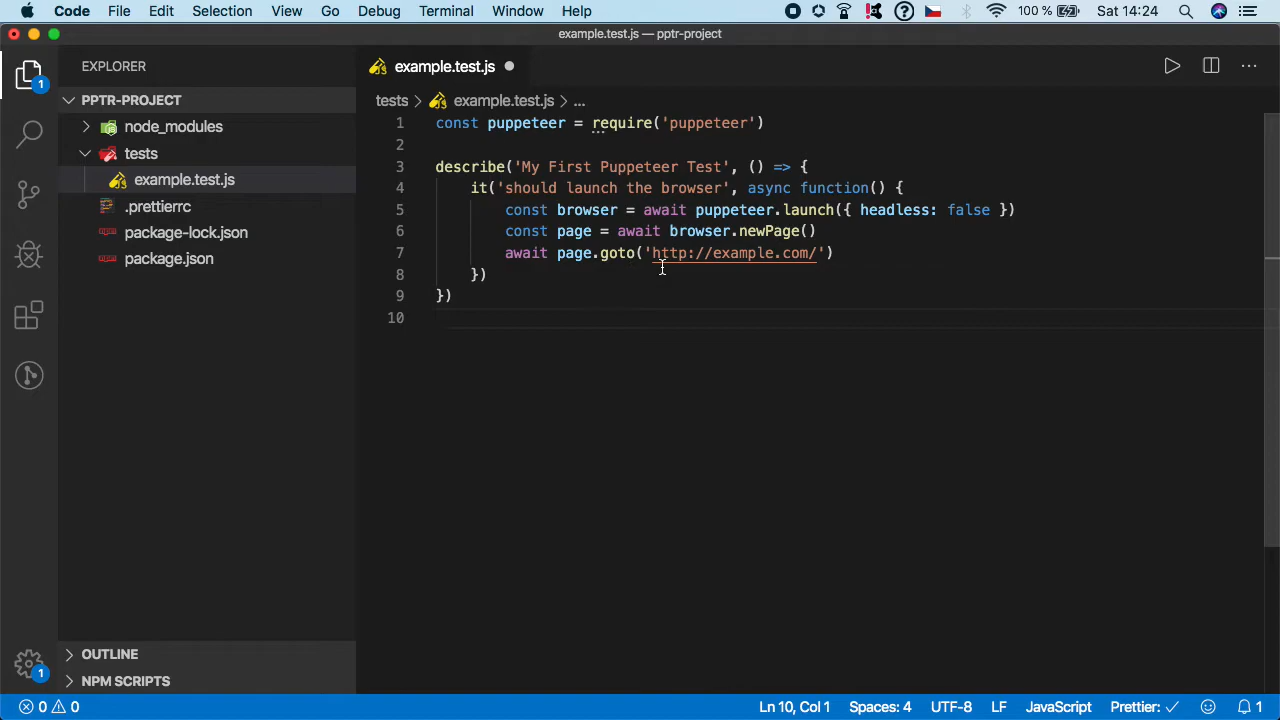 Code File Edit Selection View Go Debug Terminal Window Help 100 % Sat 14:24
example.test.js — pptr-project
EXPLORER
PPTR-PROJECT
node_modules
tests
example.test.js
.prettierrc
package-lock.json
package.json
OUTLINE
NPM SCRIPTS
1
1
example.test.js
tests > example.test.js > ...
1 const puppeteer = require('puppeteer')
2
3 describe('My First Puppeteer Test', () => {
4 it('should launch the browser', async function() {
5 const browser = await puppeteer.launch({ headless: false })
6 const page = await browser.newPage()
7 await page.goto('http://example.com/')
8 })
9 })
10
0 0 Ln 10, Col 1 Spaces: 4 UTF-8 LF JavaScript Prettier: ✓ 1